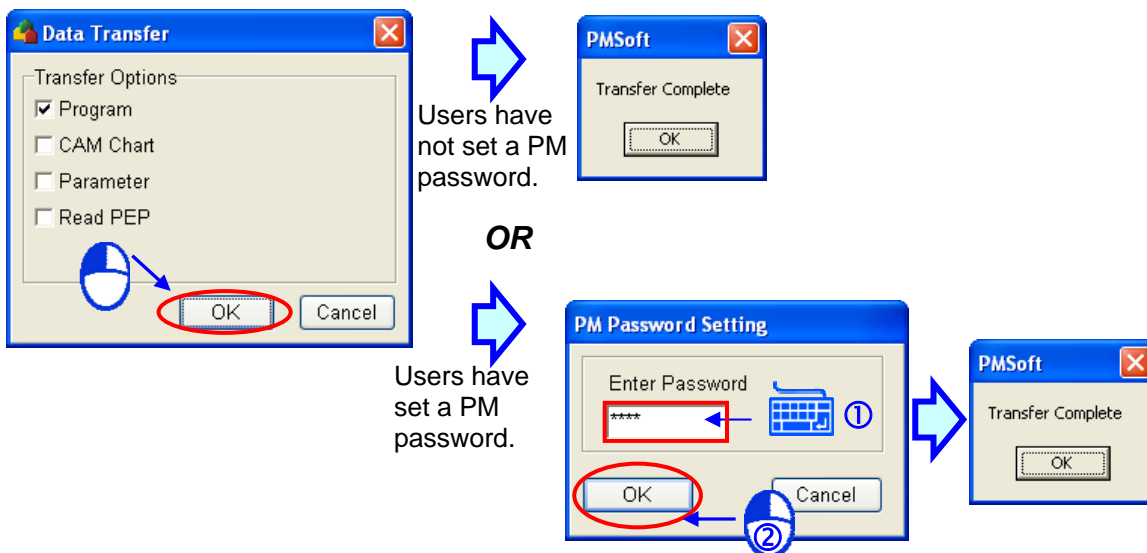 Data Transfer
Transfer Options
Program
CAM Chart
Parameter
Read PEP
OK
Cancel
Users have
not set a PM
password.
PMSoft
Transfer Complete
OK
OR
Users have
set a PM
password.
PM Password Setting
Enter Password
****
①
OK
Cancel
②
PMSoft
Transfer Complete
OK